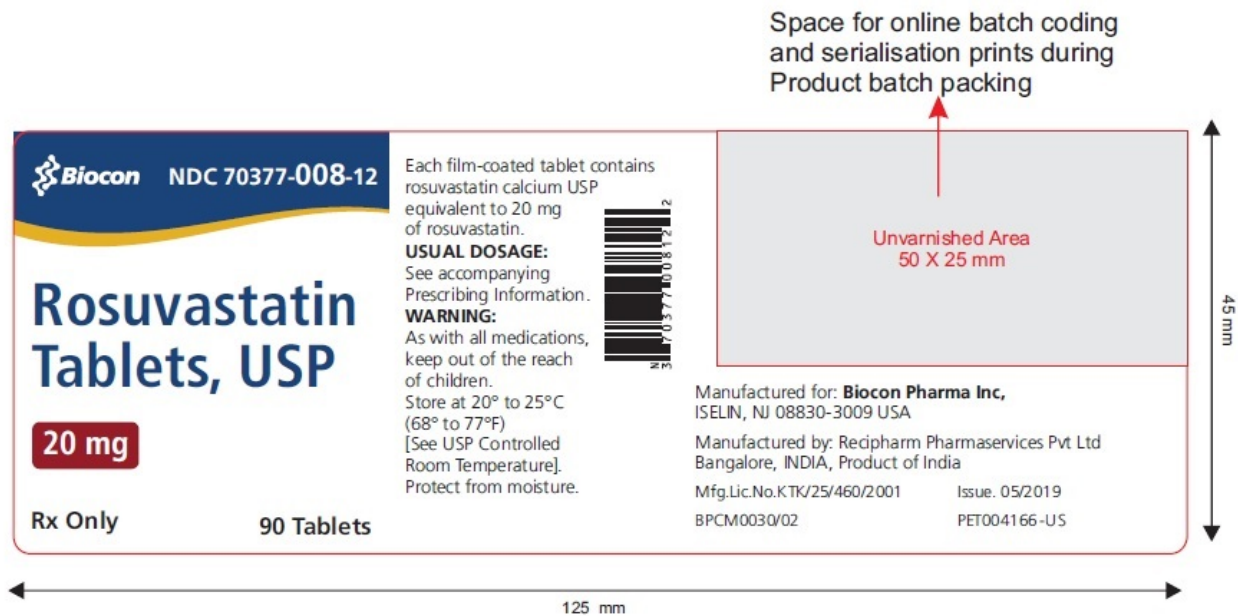 Space for online batch coding
and serialisation prints during
Product batch packing
Biocon
NDC 70377-008-12
Rosuvastatin
Tablets, USP
20 mg
Rx Only
90 Tablets
Each film-coated tablet contains
rosuvastatin calcium USP
equivalent to 20 mg
of rosuvastatin.
USUAL DOSAGE:
See accompanying
Prescribing Information.
WARNING:
As with all medications,
keep out of the reach
of children.
Store at 20° to 25°C
(68° to 77°F)
[See USP Controlled
Room Temperature].
Protect from moisture.
N
3 70377 00812 2
Unvarnished Area
50 X 25 mm
Manufactured for: Biocon Pharma Inc,
ISELIN, NJ 08830-3009 USA
Manufactured by: Recipharm Pharmaservices Pvt Ltd
Bangalore, INDIA, Product of India
Mfg.Lic.No.KTK/25/460/2001
Issue. 05/2019
BPCM0030/02
PET004166-US
45 mm
125 mm